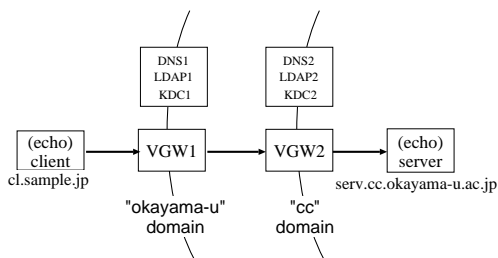 DNS1
LDAP1
KDC1
DNS2
LDAP2
KDC2
(echo)
client
VGW1
VGW2
(echo)
server
cl.sample.jp
serv.cc.okayama-u.ac.jp
"okayama-u"
domain
"cc"
domain